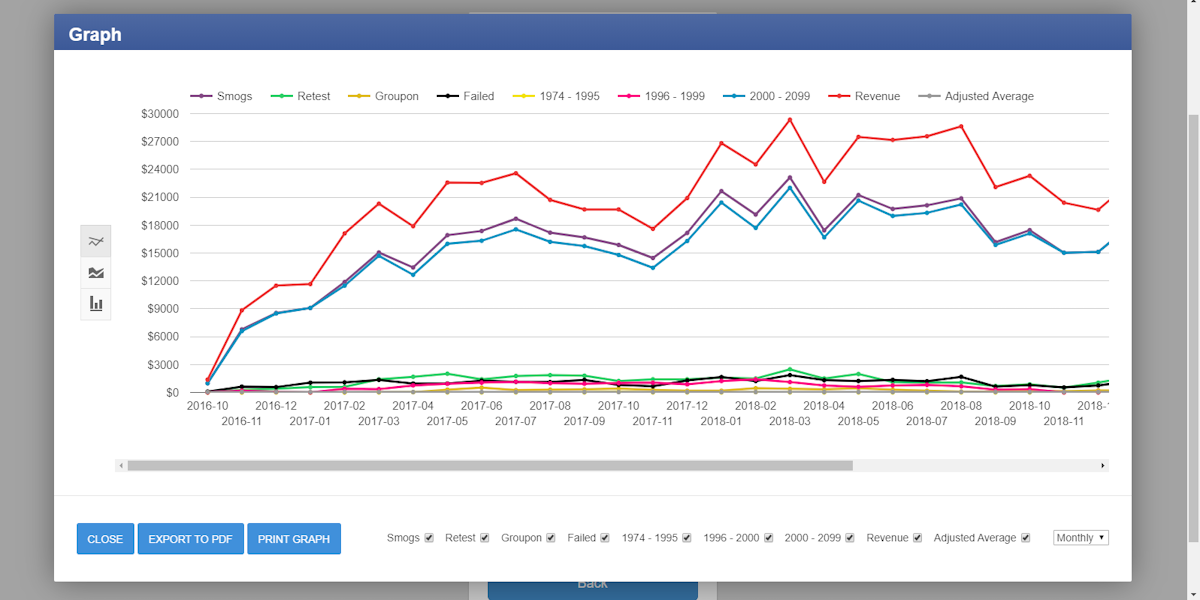 Graph
Smogs Retest Groupon Failed 1974 - 1995 1996 - 1999 2000 - 2099 Revenue Adjusted Average
$30000
$27000
$24000
$21000
$18000
$15000
$12000
$9000
$6000
$3000
$0
2016-10 2016-12 2017-02 2017-04 2017-06 2017-08 2017-10 2017-12 2018-02 2018-04 2018-06 2018-08 2018-10 2018-
2016-11 2017-01 2017-03 2017-05 2017-07 2017-09 2017-11 2018-01 2018-03 2018-05 2018-07 2018-09 2018-11
CLOSE EXPORT TO PDF PRINT GRAPH Smogs Retest Groupon Failed 1974 - 1995 1996 - 2000 2000 - 2099 Revenue Adjusted Average Monthly
Back